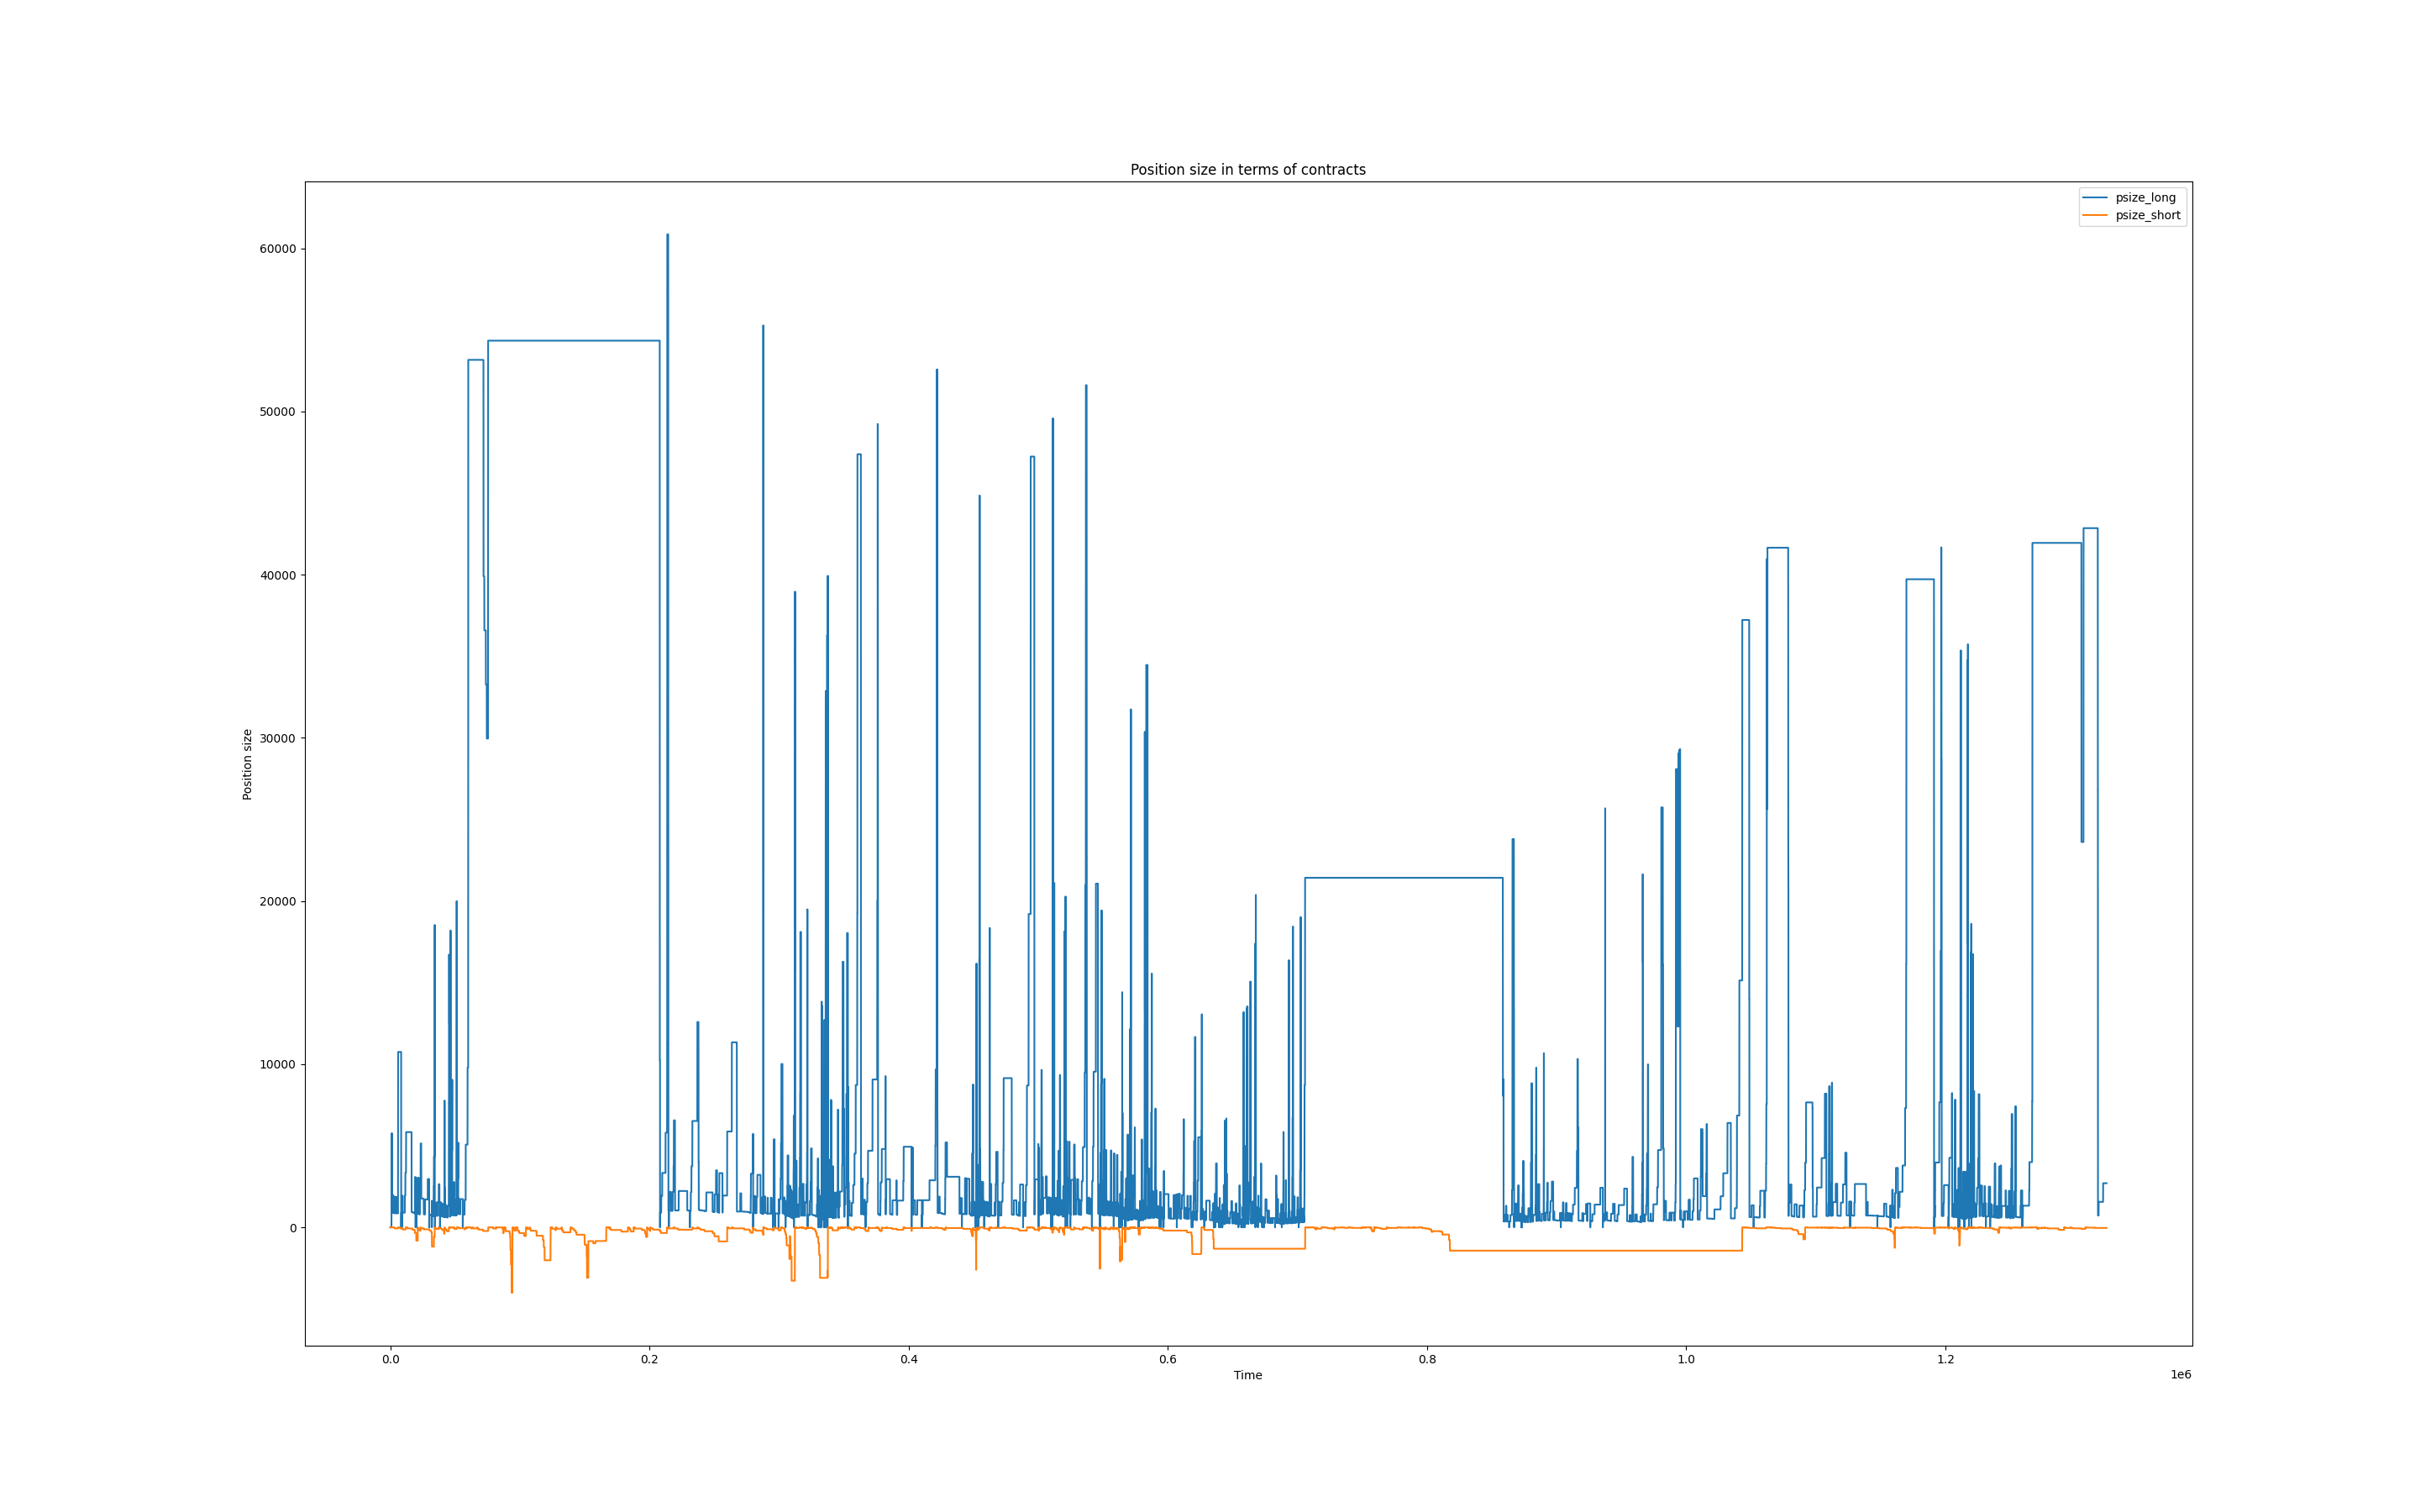 Position size in terms of contracts
psize_long
psize_short
60000
50000
40000
30000
20000
10000
0
Position size
0.0
0.2
0.4
0.6
0.8
1.0
1.2
1e6
Time